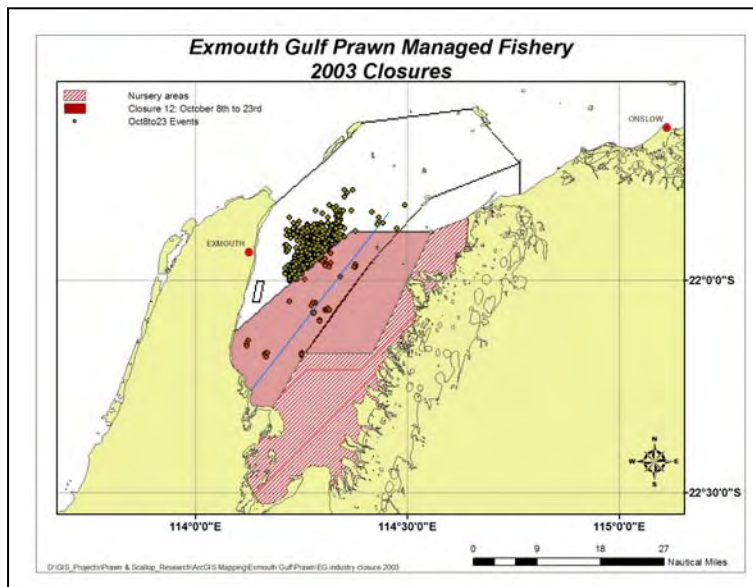 Exmouth Gulf Prawn Managed Fishery
2003 Closures
Nursery areas
Closure 12: October 8th to 23rd
Oct8to23 Events
ONSLOW
EXMOUTH
22°0'0"S
22°30'0"S
N
W E
S
114°0'0"E
114°30'0"E
115°0'0"E
0 9 18 27
Nautical Miles
D:\GIS_Projects\Prawn & Scallop_Research\ArcGIS Mapping\Exmouth Gulf\Prawn\EG industry closure 2003